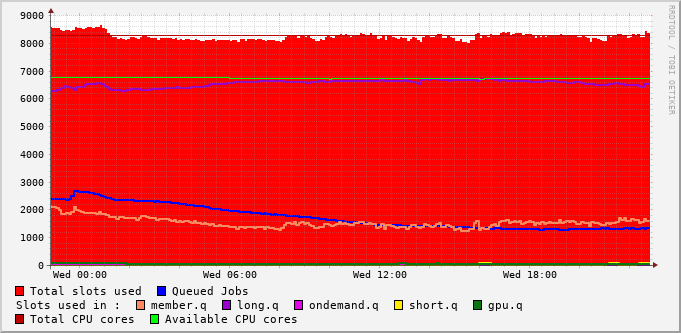 9000
8000
7000
6000
5000
4000
3000
2000
1000
0
Wed 00:00 Wed 06:00 Wed 12:00 Wed 18:00
RRDTOOL / TOBI OETIKER
Total slots used Queued Jobs
Slots used in : member.q long.q ondemand.q short.q gpu.q
Total CPU cores Available CPU cores